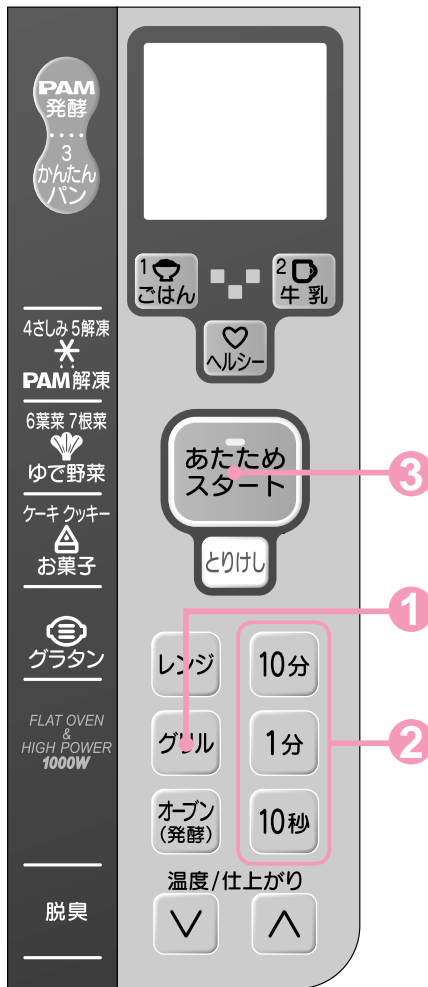 PAM
発酵
3
かんたん
パン
1
ごはん
2
牛乳
ヘルシー
4さしみ 5解凍
PAM解凍
6葉菜 7根菜
ゆで野菜
ケーキ クッキー
お菓子
グラタン
FLAT OVEN
&
HIGH POWER
1000W
脱臭
あたため
スタート
3
とりけし
1
レンジ
10分
グリル
1分
2
オーブン
(発酵)
10秒
温度/仕上がり